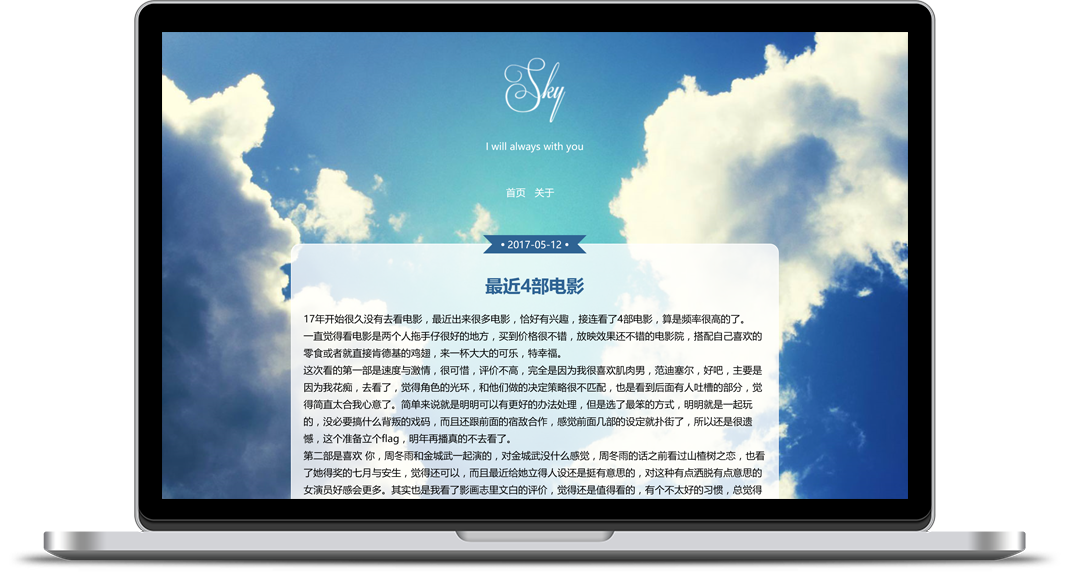 Sky
I will always with you
首页 关于
• 2017-05-12 •
最近4部电影
17年开始很久没有去看电影，最近出来很多电影，恰好有兴趣，接连看了4部电影，算是频率很高的了。
一直觉得看电影是两个人拖手仔很好的地方，买到价格很不错，放映效果还不错的电影院，搭配自己喜欢的
零食或者就直接肯德基的鸡翅，来一杯大大的可乐，特幸福。
这次看的第一部是速度与激情，很可惜，评价不高，完全是因为我很喜欢肌肉男，范迪塞尔，好吧，主要是
因为我花痴，去看了，觉得角色的光环，和他们做的决定策略很不匹配，也是看到后面有人吐槽的部分，觉
得简直太合我心意了。简单来说就是明明可以有更好的办法处理，但是选了最笨的方式，明明就是一起玩
的，没必要搞什么背叛的戏码，而且还跟前面的宿敌合作，感觉前面几部的设定就扑街了，所以还是很遗
憾，这个准备立个flag，明年再播真的不去看了。
第二部是喜欢 你，周冬雨和金城武一起演的，对金城武没什么感觉，周冬雨的话之前看过山楂树之恋，也看
了她得奖的七月与安生，觉得还可以，而且最近给她立得人设还是挺有意思的，对这种有点洒脱有点意思的
女演员好感会更多。其实也是我看了影画志里文白的评价，觉得还是值得看的，有个不太好的习惯，总觉得